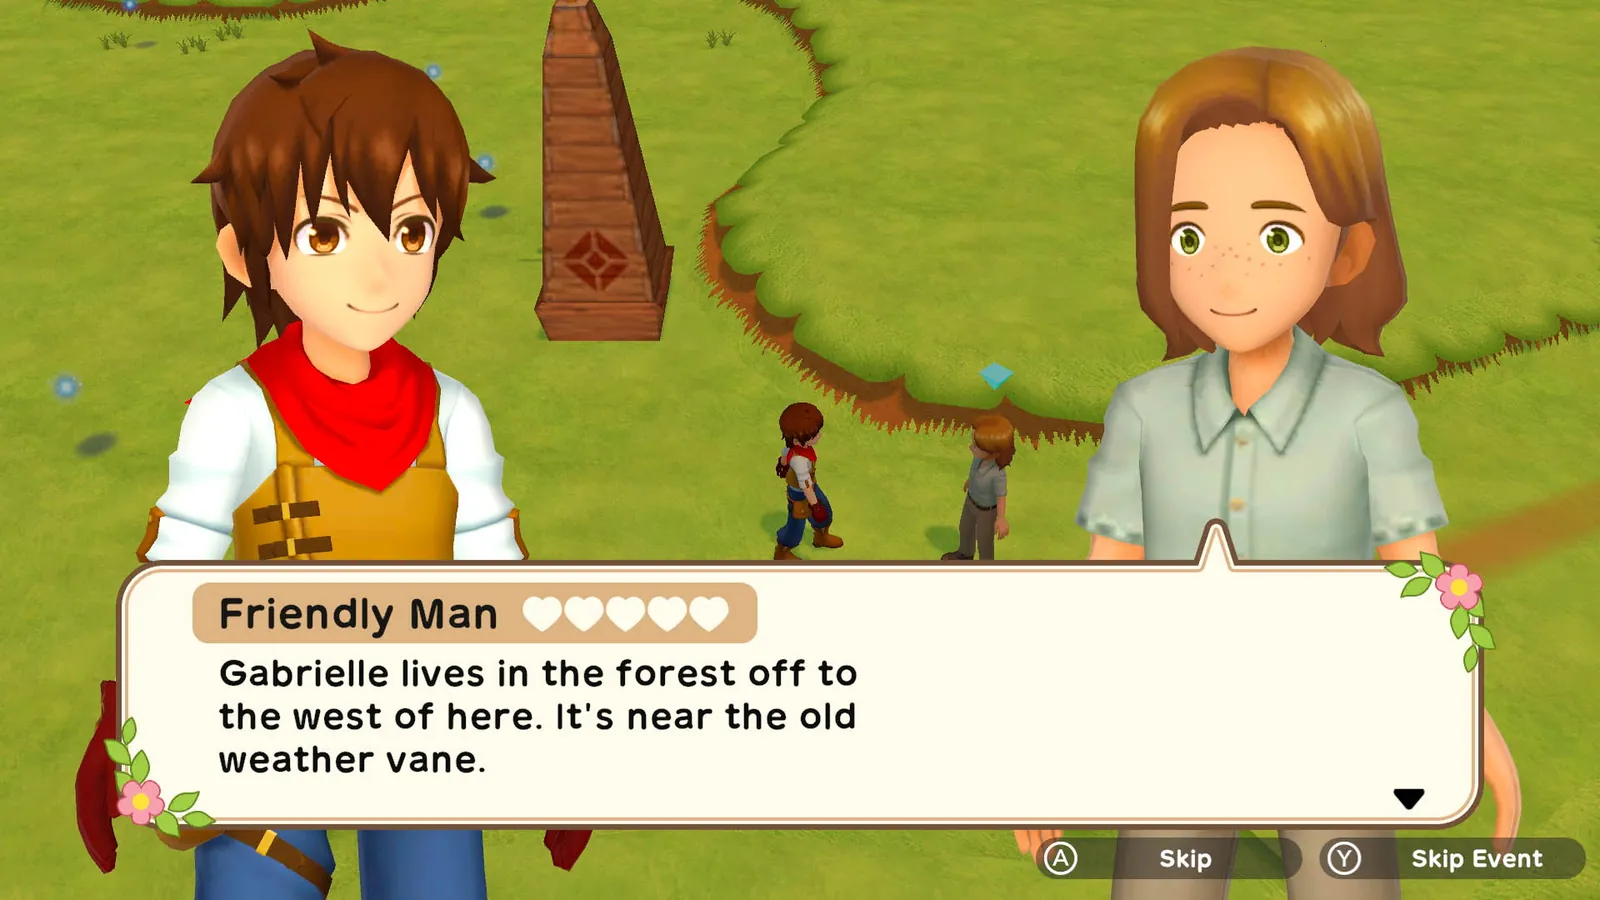 Friendly Man
Gabrielle lives in the forest off to
the west of here. It's near the old
weather vane.
A Skip Y Skip Event